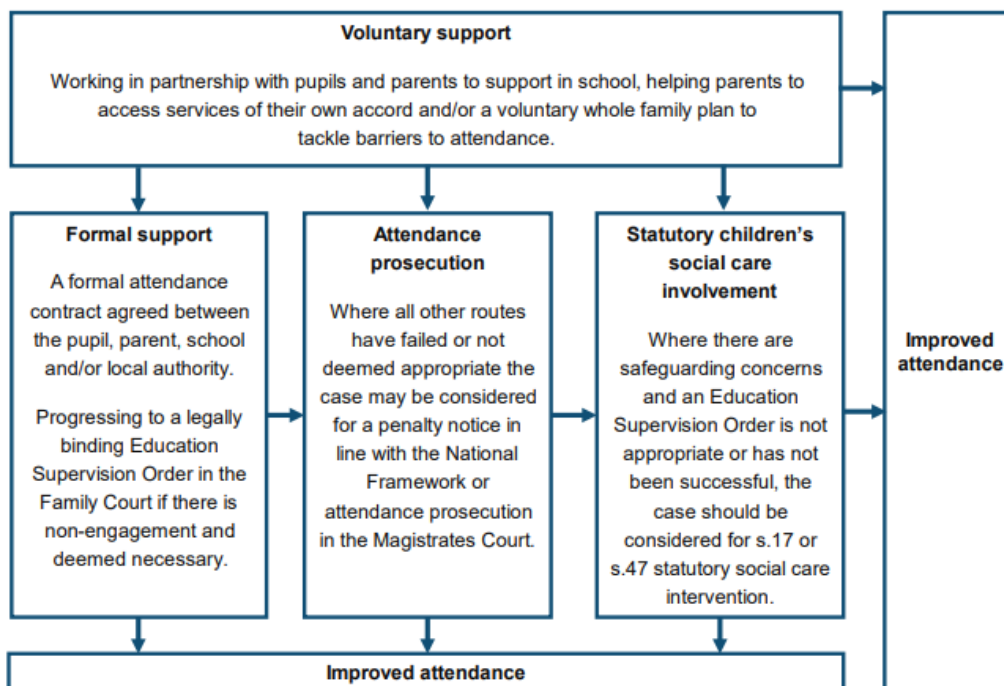 Voluntary support
Working in partnership with pupils and parents to support in school, helping parents to
access services of their own accord and/or a voluntary whole family plan to
tackle barriers to attendance.
Formal support
A formal attendance
contract agreed between
the pupil, parent, school
and/or local authority.
Progressing to a legally
binding Education
Supervision Order in the
Family Court if there is
non-engagement and
deemed necessary.
Attendance
prosecution
Where all other routes
have failed or not
deemed appropriate the
case may be considered
for a penalty notice in
line with the National
Framework or
attendance prosecution
in the Magistrates Court.
Statutory children’s
social care
involvement
Where there are
safeguarding concerns
and an Education
Supervision Order is not
appropriate or has not
been successful, the
case should be
considered for s.17 or
s.47 statutory social care
intervention.
Improved
attendance
Improved attendance